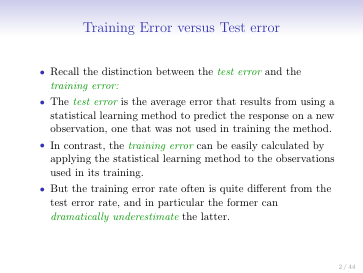 Training Error versus Test error
• Recall the distinction between the test error and the
training error:
• The test error is the average error that results from using a
statistical learning method to predict the response on a new
observation, one that was not used in training the method.
• In contrast, the training error can be easily calculated by
applying the statistical learning method to the observations
used in its training.
• But the training error rate often is quite different from the
test error rate, and in particular the former can
dramatically underestimate the latter.
2 / 44